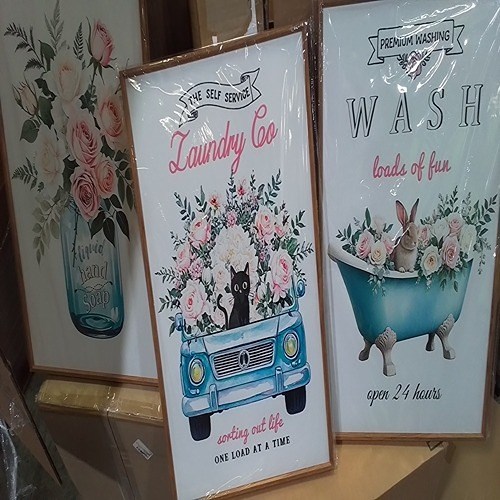 liquid
hand
soap
THE SELF SERVICE
Laundry Co
sorting out life
ONE LOAD AT A TIME
PREMIUM WASHING
WASH
loads of fun
open 24 hours